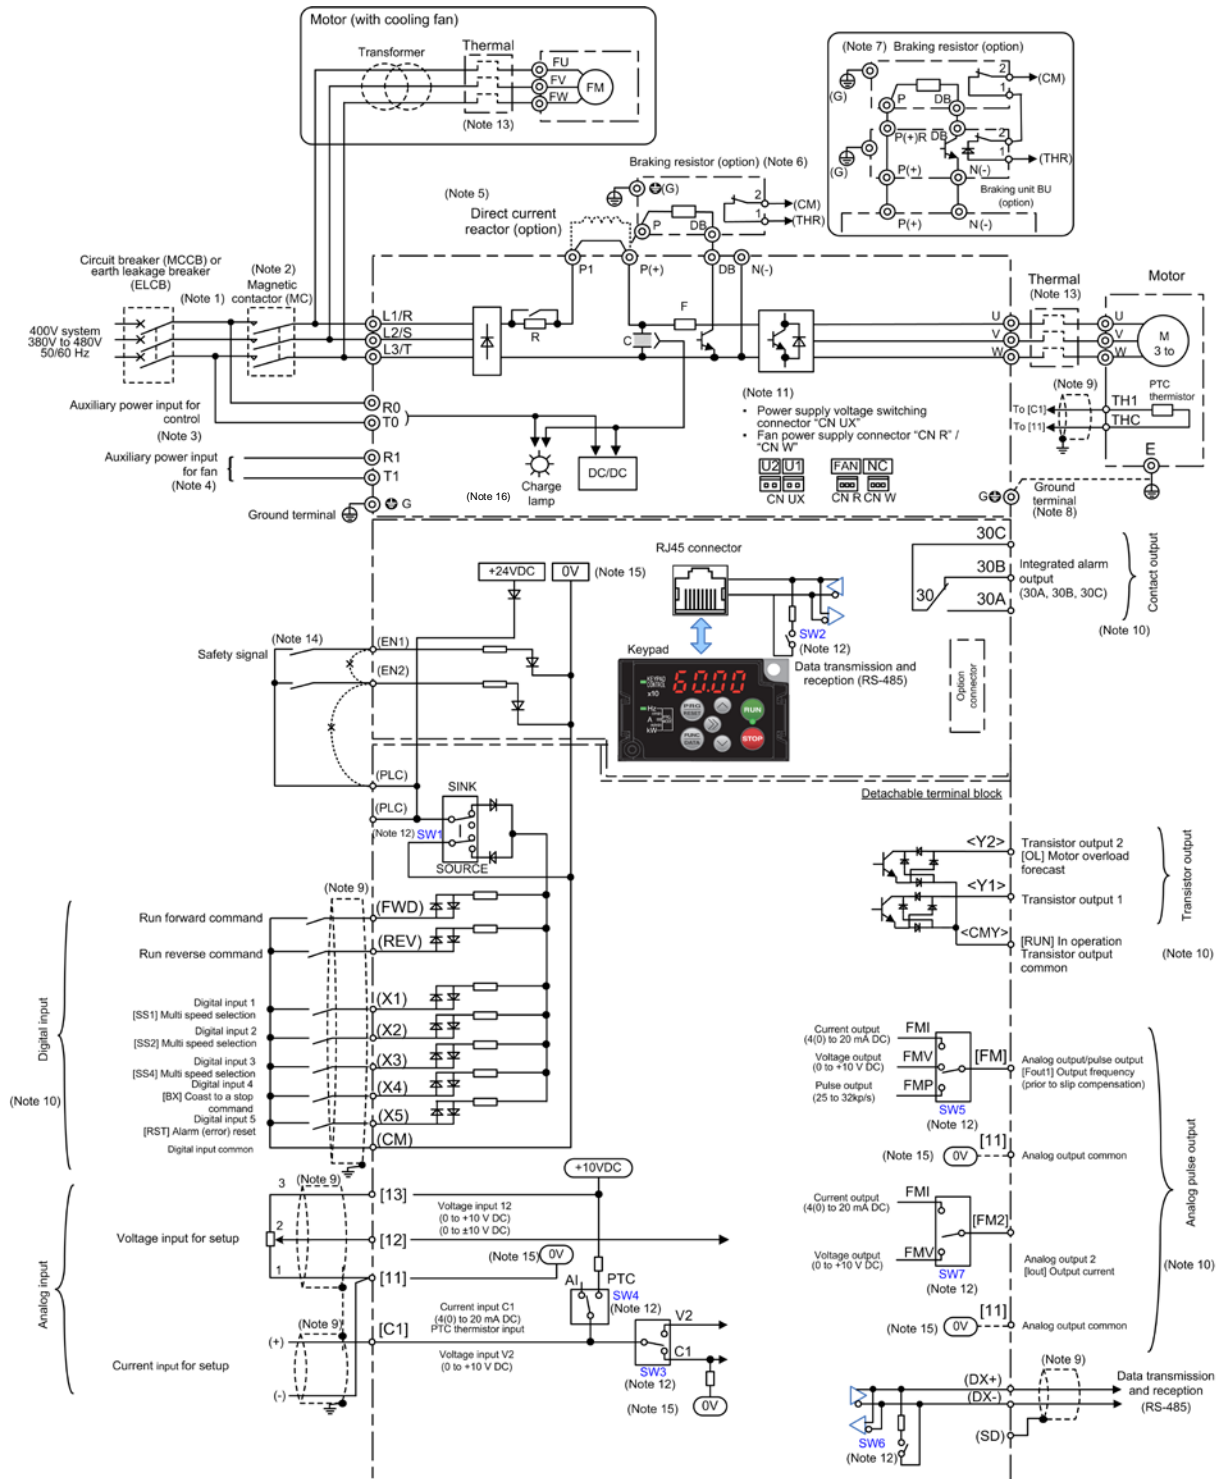 Motor (with cooling fan)
Transformer
Thermal
FU
FV
FW
FM
(Note 13)
(Note 7) Braking resistor (option)
(G)
P
DB
2
1
(CM)
P(+)R
DB
2
1
(THR)
(G)
P(+)
N(-)
Braking unit BU
(option)
P(+)
N(-)
Braking resistor (option) (Note 6)
(G)
P
DB
2
1
(CM)
(THR)
(Note 5)
Direct current
reactor (option)
P1
P(+)
DB
N(-)
Circuit breaker (MCCB) or
earth leakage breaker
(ELCB)
(Note 1)
(Note 2)
Magnetic
contactor (MC)
400V system
380V to 480V
50/60 Hz
L1/R
L2/S
L3/T
R
C
F
U
V
W
Thermal
(Note 13)
Motor
U
V
W
M
3 to
(Note 9)
PTC
thermistor
To [C1]
To [11]
TH1
THC
E
Auxiliary power input for
control
(Note 3)
R0
T0
Auxiliary power input
for fan
(Note 4)
R1
T1
Ground terminal
G
(Note 16)
Charge
lamp
DC/DC
(Note 11)
• Power supply voltage switching
connector “CN UX”
• Fan power supply connector “CN R” /
“CN W”
U2 U1
FAN NC
CN UX
CN R CN W
G
Ground
terminal
(Note 8)
+24VDC
0V
(Note 15)
RJ45 connector
SW2
(Note 12)
Data transmission and
reception (RS-485)
Keypad
KEYPAD
CONTROL
x10
60.00
Hz
A
kW
PRG
RESET
RUN
FUNC
DATA
STOP
30C
30B
30A
30
Integrated alarm
output
(30A, 30B, 30C)
Contact output
(Note 10)
Option
connector
Safety signal
(Note 14)
(EN1)
(EN2)
(PLC)
(PLC)
(Note 12)
SW1
SINK
SOURCE
Detachable terminal block
<Y2>
Transistor output 2
[OL] Motor overload
forecast
<Y1>
Transistor output 1
<CMY>
[RUN] In operation
Transistor output
common
Transistor output
(Note 10)
(Note 9)
Digital input
(Note 10)
Run forward command
(FWD)
Run reverse command
(REV)
Digital input 1
[SS1] Multi speed selection
(X1)
Digital input 2
[SS2] Multi speed selection
(X2)
Digital input 3
[SS4] Multi speed selection
(X3)
Digital input 4
[BX] Coast to a stop
command
(X4)
Digital input 5
[RST] Alarm (error) reset
(X5)
Digital input common
(CM)
Current output
(4(0) to 20 mA DC)
FMI
Voltage output
(0 to +10 V DC)
FMV
Pulse output
(25 to 32kp/s)
FMP
SW5
(Note 12)
[FM]
Analog output/pulse output
[Fout1] Output frequency
(prior to slip compensation)
(Note 15)
0V
[11]
Analog output common
Current output
(4(0) to 20 mA DC)
FMI
Voltage output
(0 to +10 V DC)
FMV
SW7
(Note 12)
[FM2]
Analog output 2
[Iout] Output current
(Note 15)
0V
[11]
Analog output common
Analog pulse output
(Note 10)
Analog input
3
(Note 9)
[13]
Voltage input for setup
2
[12]
1
[11]
Voltage input 12
(0 to +10 V DC)
(0 to ±10 V DC)
+10VDC
(Note 15)
0V
AI
PTC
SW4
(Note 12)
(Note 9)
(+)
[C1]
Current input C1
(4(0) to 20 mA DC)
PTC thermistor input
Voltage input V2
(0 to +10 V DC)
Current input for setup
(-)
V2
C1
SW3
(Note 12)
(Note 15)
0V
(DX+)
(DX-)
(SD)
(Note 9)
SW6
(Note 12)
Data transmission
and reception
(RS-485)